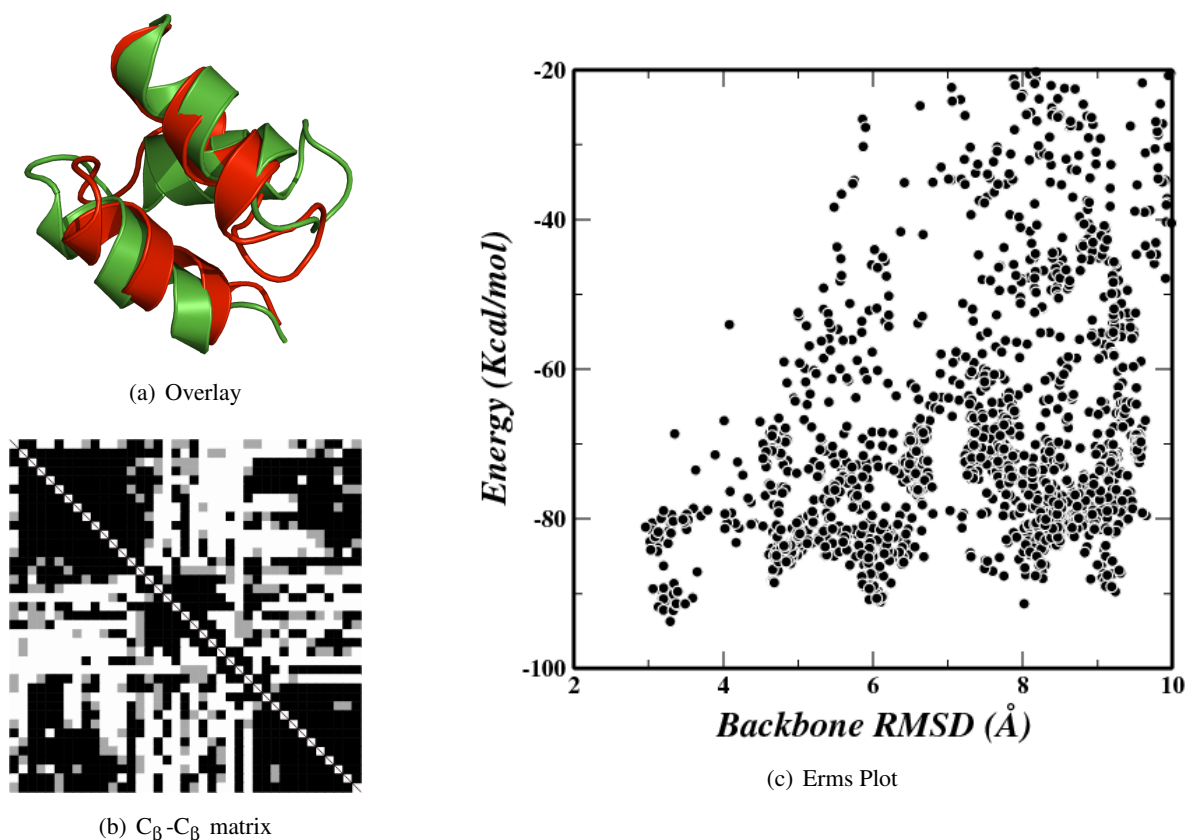 (a) Overlay
(b) Cβ-Cβ matrix
-20
-40
-60
-80
-100
Energy (Kcal/mol)
2 4 6 8 10
Backbone RMSD (Å)
(c) Erms Plot